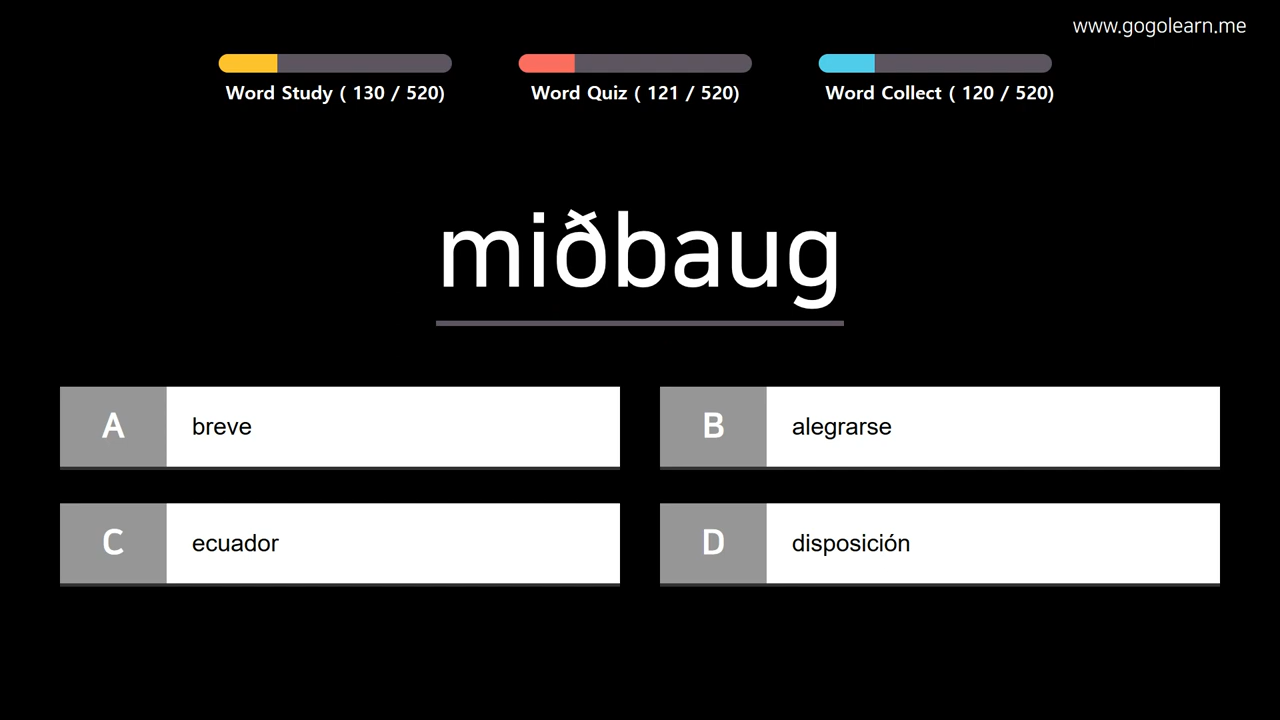 www.gogolearn.me
Word Study ( 130 / 520)
Word Quiz ( 121 / 520)
Word Collect ( 120 / 520)
miðbaug
A breve
B alegrarse
C ecuador
D disposición